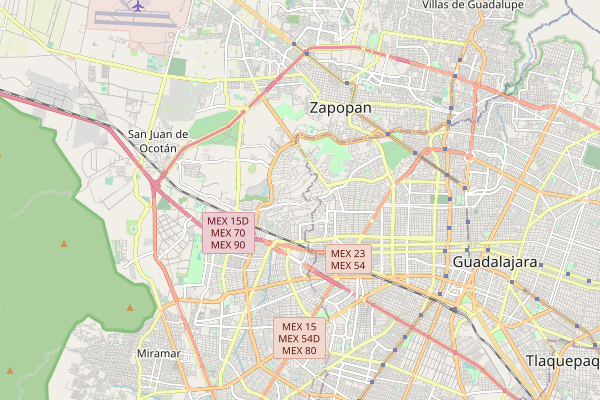 Villas de Guadalupe
Zapopan
San Juan de
Ocotán
MEX 15D
MEX 70
MEX 90
MEX 23
MEX 54
Guadalajara
MEX 15
MEX 54D
MEX 80
Miramar
Tlaquepaq